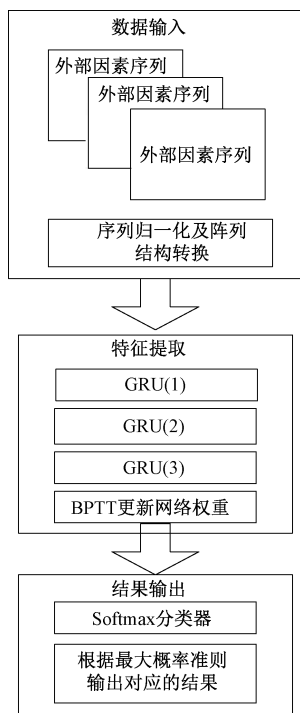 数据输入
外部因素序列
外部因素序列
外部因素序列
序列归一化及阵列
结构转换
特征提取
GRU(1)
GRU(2)
GRU(3)
BPTT更新网络权重
结果输出
Softmax分类器
根据最大概率准则
输出对应的结果